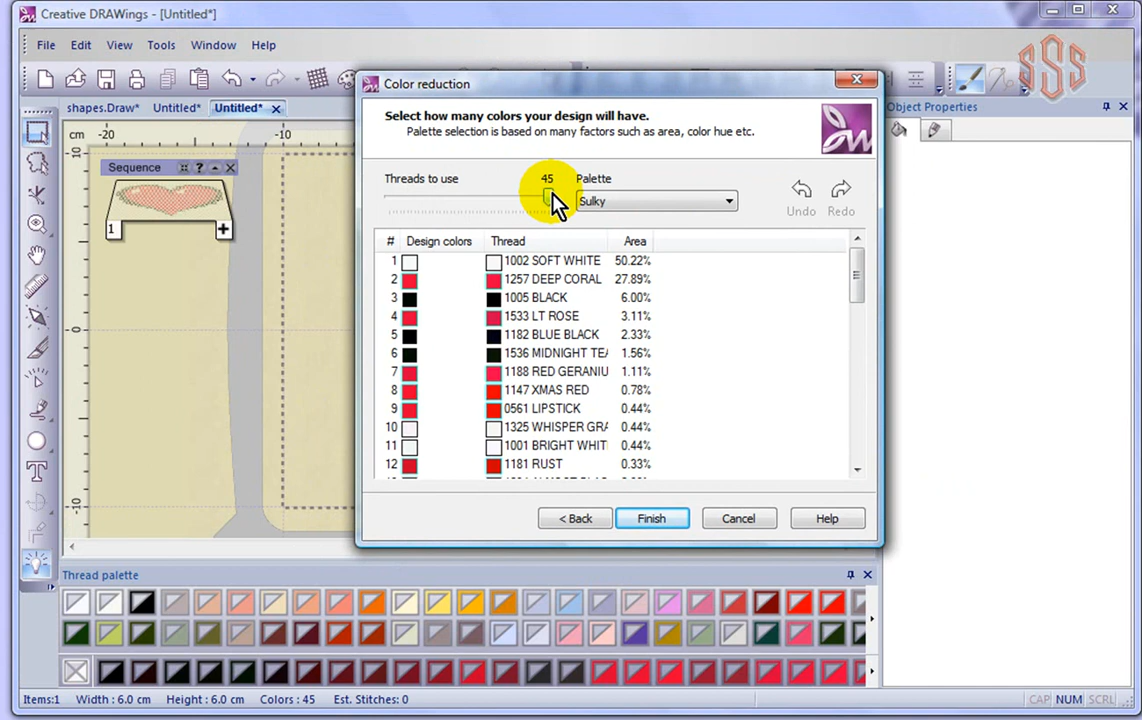 Creative DRAWings - [Untitled*]
File Edit View Tools Window Help
SSS
shapes.Draw* Untitled* Untitled*
Object Properties
cm -20 -10
-10
-0
-10
Sequence ?
1 +
Color reduction
Select how many colors your design will have.
Palette selection is based on many factors such as area, color hue etc.
Threads to use 45 Palette
Sulky
Undo Redo
# Design colors Thread Area
1 1002 SOFT WHITE 50.22%
2 1257 DEEP CORAL 27.89%
3 1005 BLACK 6.00%
4 1533 LT ROSE 3.11%
5 1182 BLUE BLACK 2.33%
6 1536 MIDNIGHT TEA 1.56%
7 1188 RED GERANIU 1.11%
8 1147 XMAS RED 0.78%
9 0561 LIPSTICK 0.44%
10 1325 WHISPER GRA 0.44%
11 1001 BRIGHT WHIT 0.44%
12 1181 RUST 0.33%
< Back Finish Cancel Help
Thread palette
Items:1 Width : 6.0 cm Height : 6.0 cm Colors : 45 Est. Stitches: 0 CAP NUM SCRL